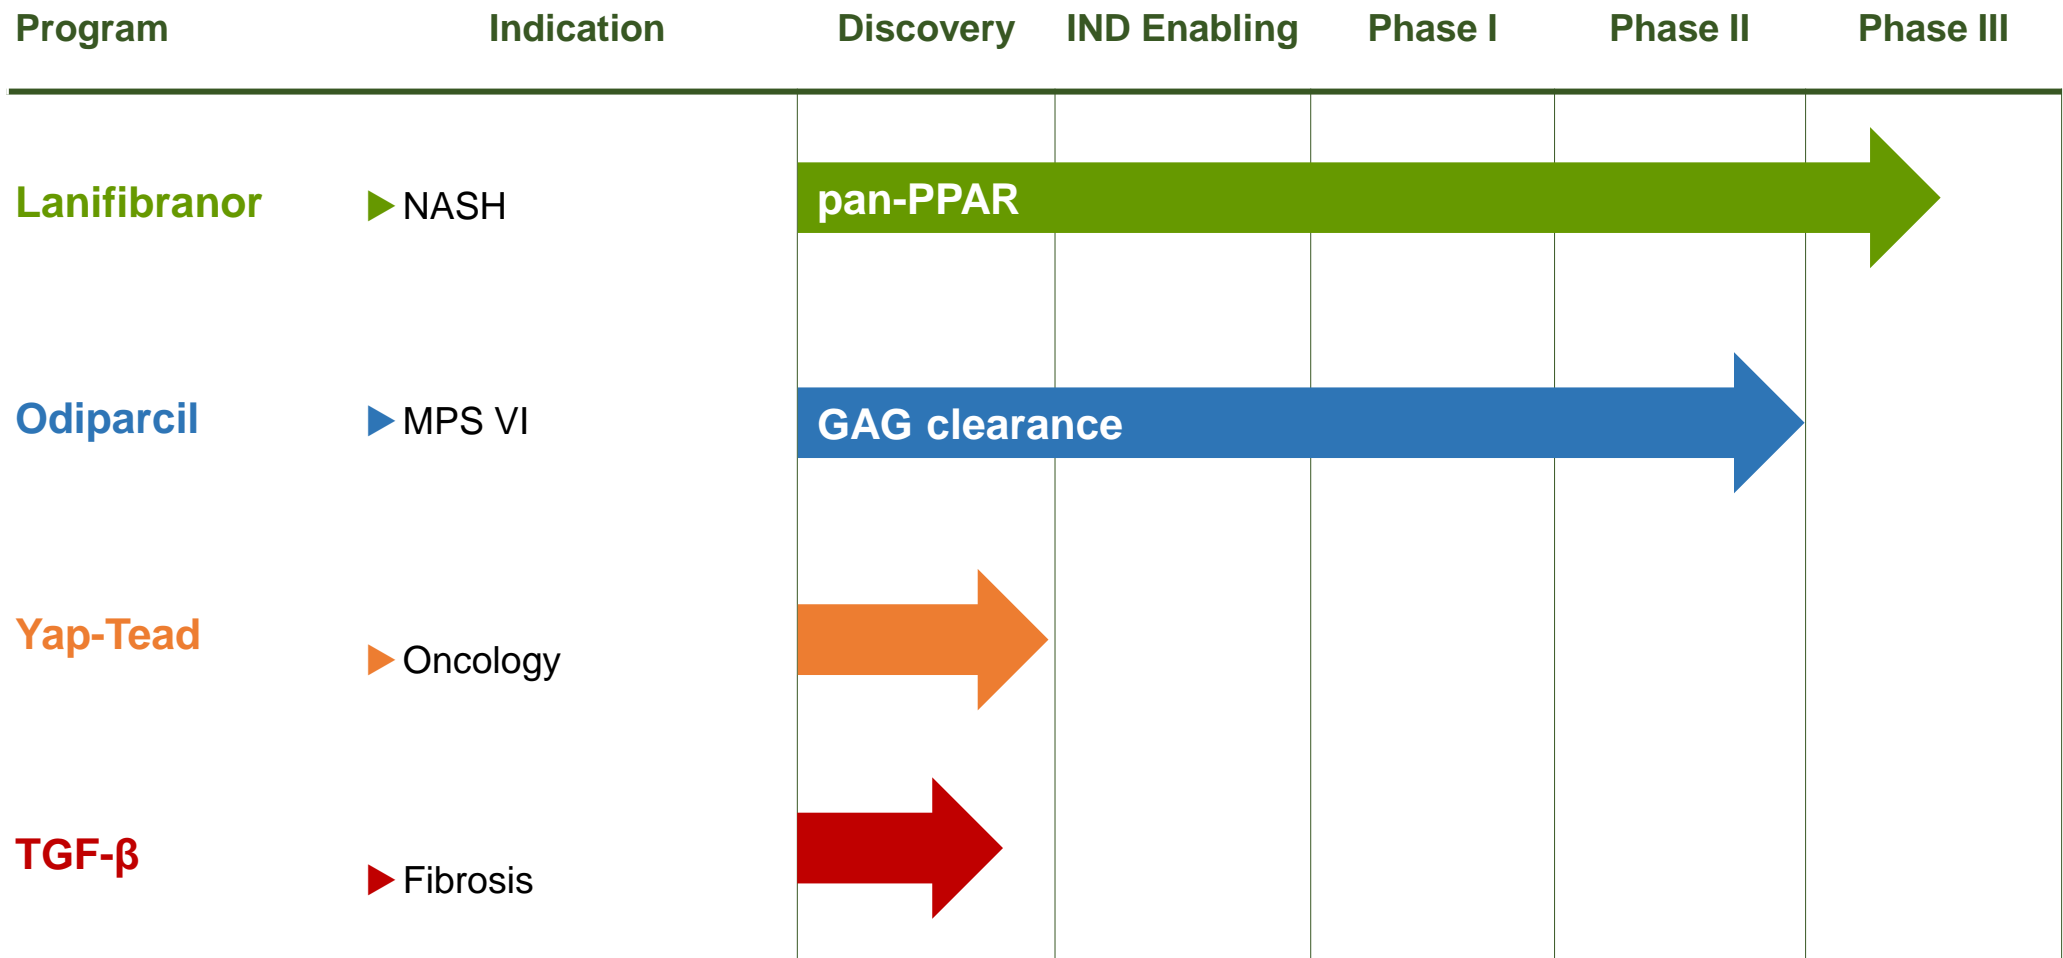 Program Indication Discovery IND Enabling Phase I Phase II Phase III
Lanifibranor NASH pan-PPAR
Odiparcil MPS VI GAG clearance
Yap-Tead Oncology
TGF-β Fibrosis